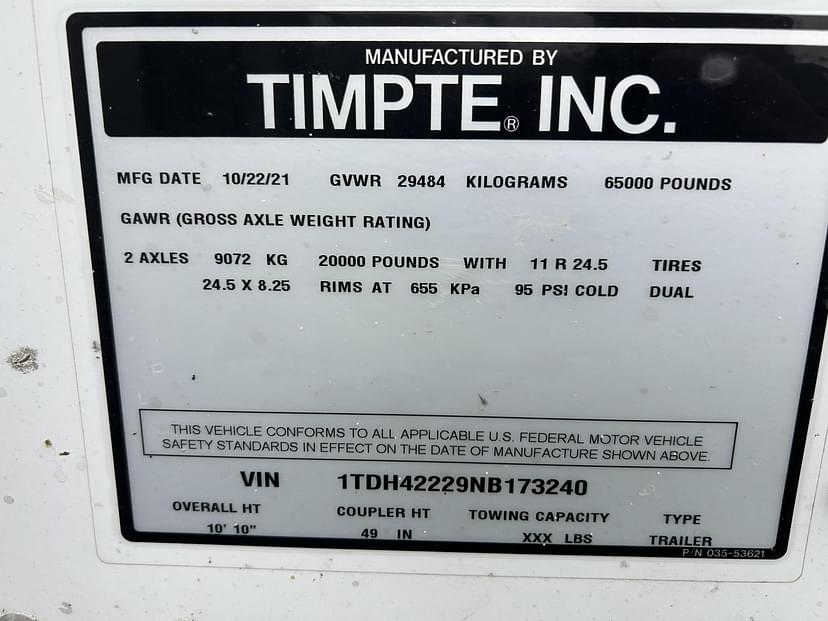 MANUFACTURED BY
TIMPTE® INC.
MFG DATE 10/22/21 GVWR 29484 KILOGRAMS 65000 POUNDS
GAWR (GROSS AXLE WEIGHT RATING)
2 AXLES 9072 KG 20000 POUNDS WITH 11 R 24.5 TIRES
24.5 X 8.25 RIMS AT 655 KPa 95 PSI COLD DUAL
THIS VEHICLE CONFORMS TO ALL APPLICABLE U.S. FEDERAL MOTOR VEHICLE
SAFETY STANDARDS IN EFFECT ON THE DATE OF MANUFACTURE SHOWN ABOVE.
VIN 1TDH42229NB173240
OVERALL HT COUPLER HT TOWING CAPACITY TYPE
10' 10" 49 IN XXX LBS TRAILER
P/N 035-53621